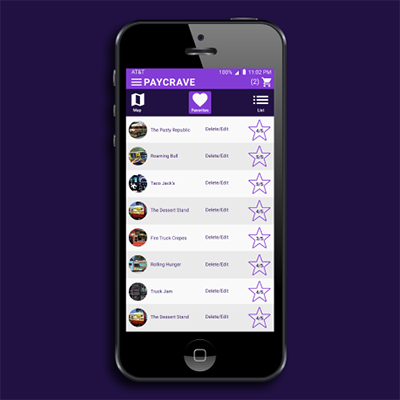 AT&T 100% 11:02 PM
PAYCRAVE (2)
Map Favorites List
The Pasty Republic Delete/Edit 4/5
Roaming Bull Delete/Edit 5/5
Taco Jack's Delete/Edit 5/5
The Dessert Stand Delete/Edit 4/5
Fire Truck Crepes Delete/Edit 5/5
Rolling Hunger Delete/Edit 4/5
Truck Jam Delete/Edit 4/5
The Dessert Stand Delete/Edit 4/5